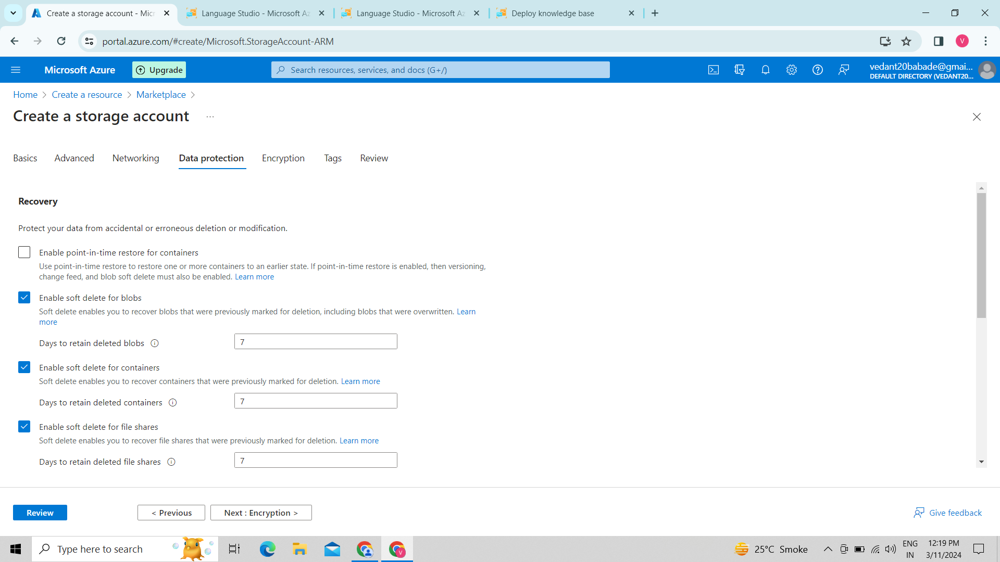 Create a storage account - Micr
Language Studio - Microsoft Az
Language Studio - Microsoft Az
Deploy knowledge base
portal.azure.com/#create/Microsoft.StorageAccount-ARM
V
Microsoft Azure
Upgrade
Search resources, services, and docs (G+/)
vedant20babade@gmai...
DEFAULT DIRECTORY (VEDANT20...
Home > Create a resource > Marketplace >
Create a storage account ...
Basics Advanced Networking Data protection Encryption Tags Review
Recovery
Protect your data from accidental or erroneous deletion or modification.
Enable point-in-time restore for containers
Use point-in-time restore to restore one or more containers to an earlier state. If point-in-time restore is enabled, then versioning,
change feed, and blob soft delete must also be enabled. Learn more
Enable soft delete for blobs
Soft delete enables you to recover blobs that were previously marked for deletion, including blobs that were overwritten. Learn
more
Days to retain deleted blobs 7
Enable soft delete for containers
Soft delete enables you to recover containers that were previously marked for deletion. Learn more
Days to retain deleted containers 7
Enable soft delete for file shares
Soft delete enables you to recover file shares that were previously marked for deletion. Learn more
Days to retain deleted file shares 7
Review
< Previous
Next : Encryption >
Give feedback
Type here to search
V
25°C Smoke
ENG
IN
12:19 PM
3/11/2024